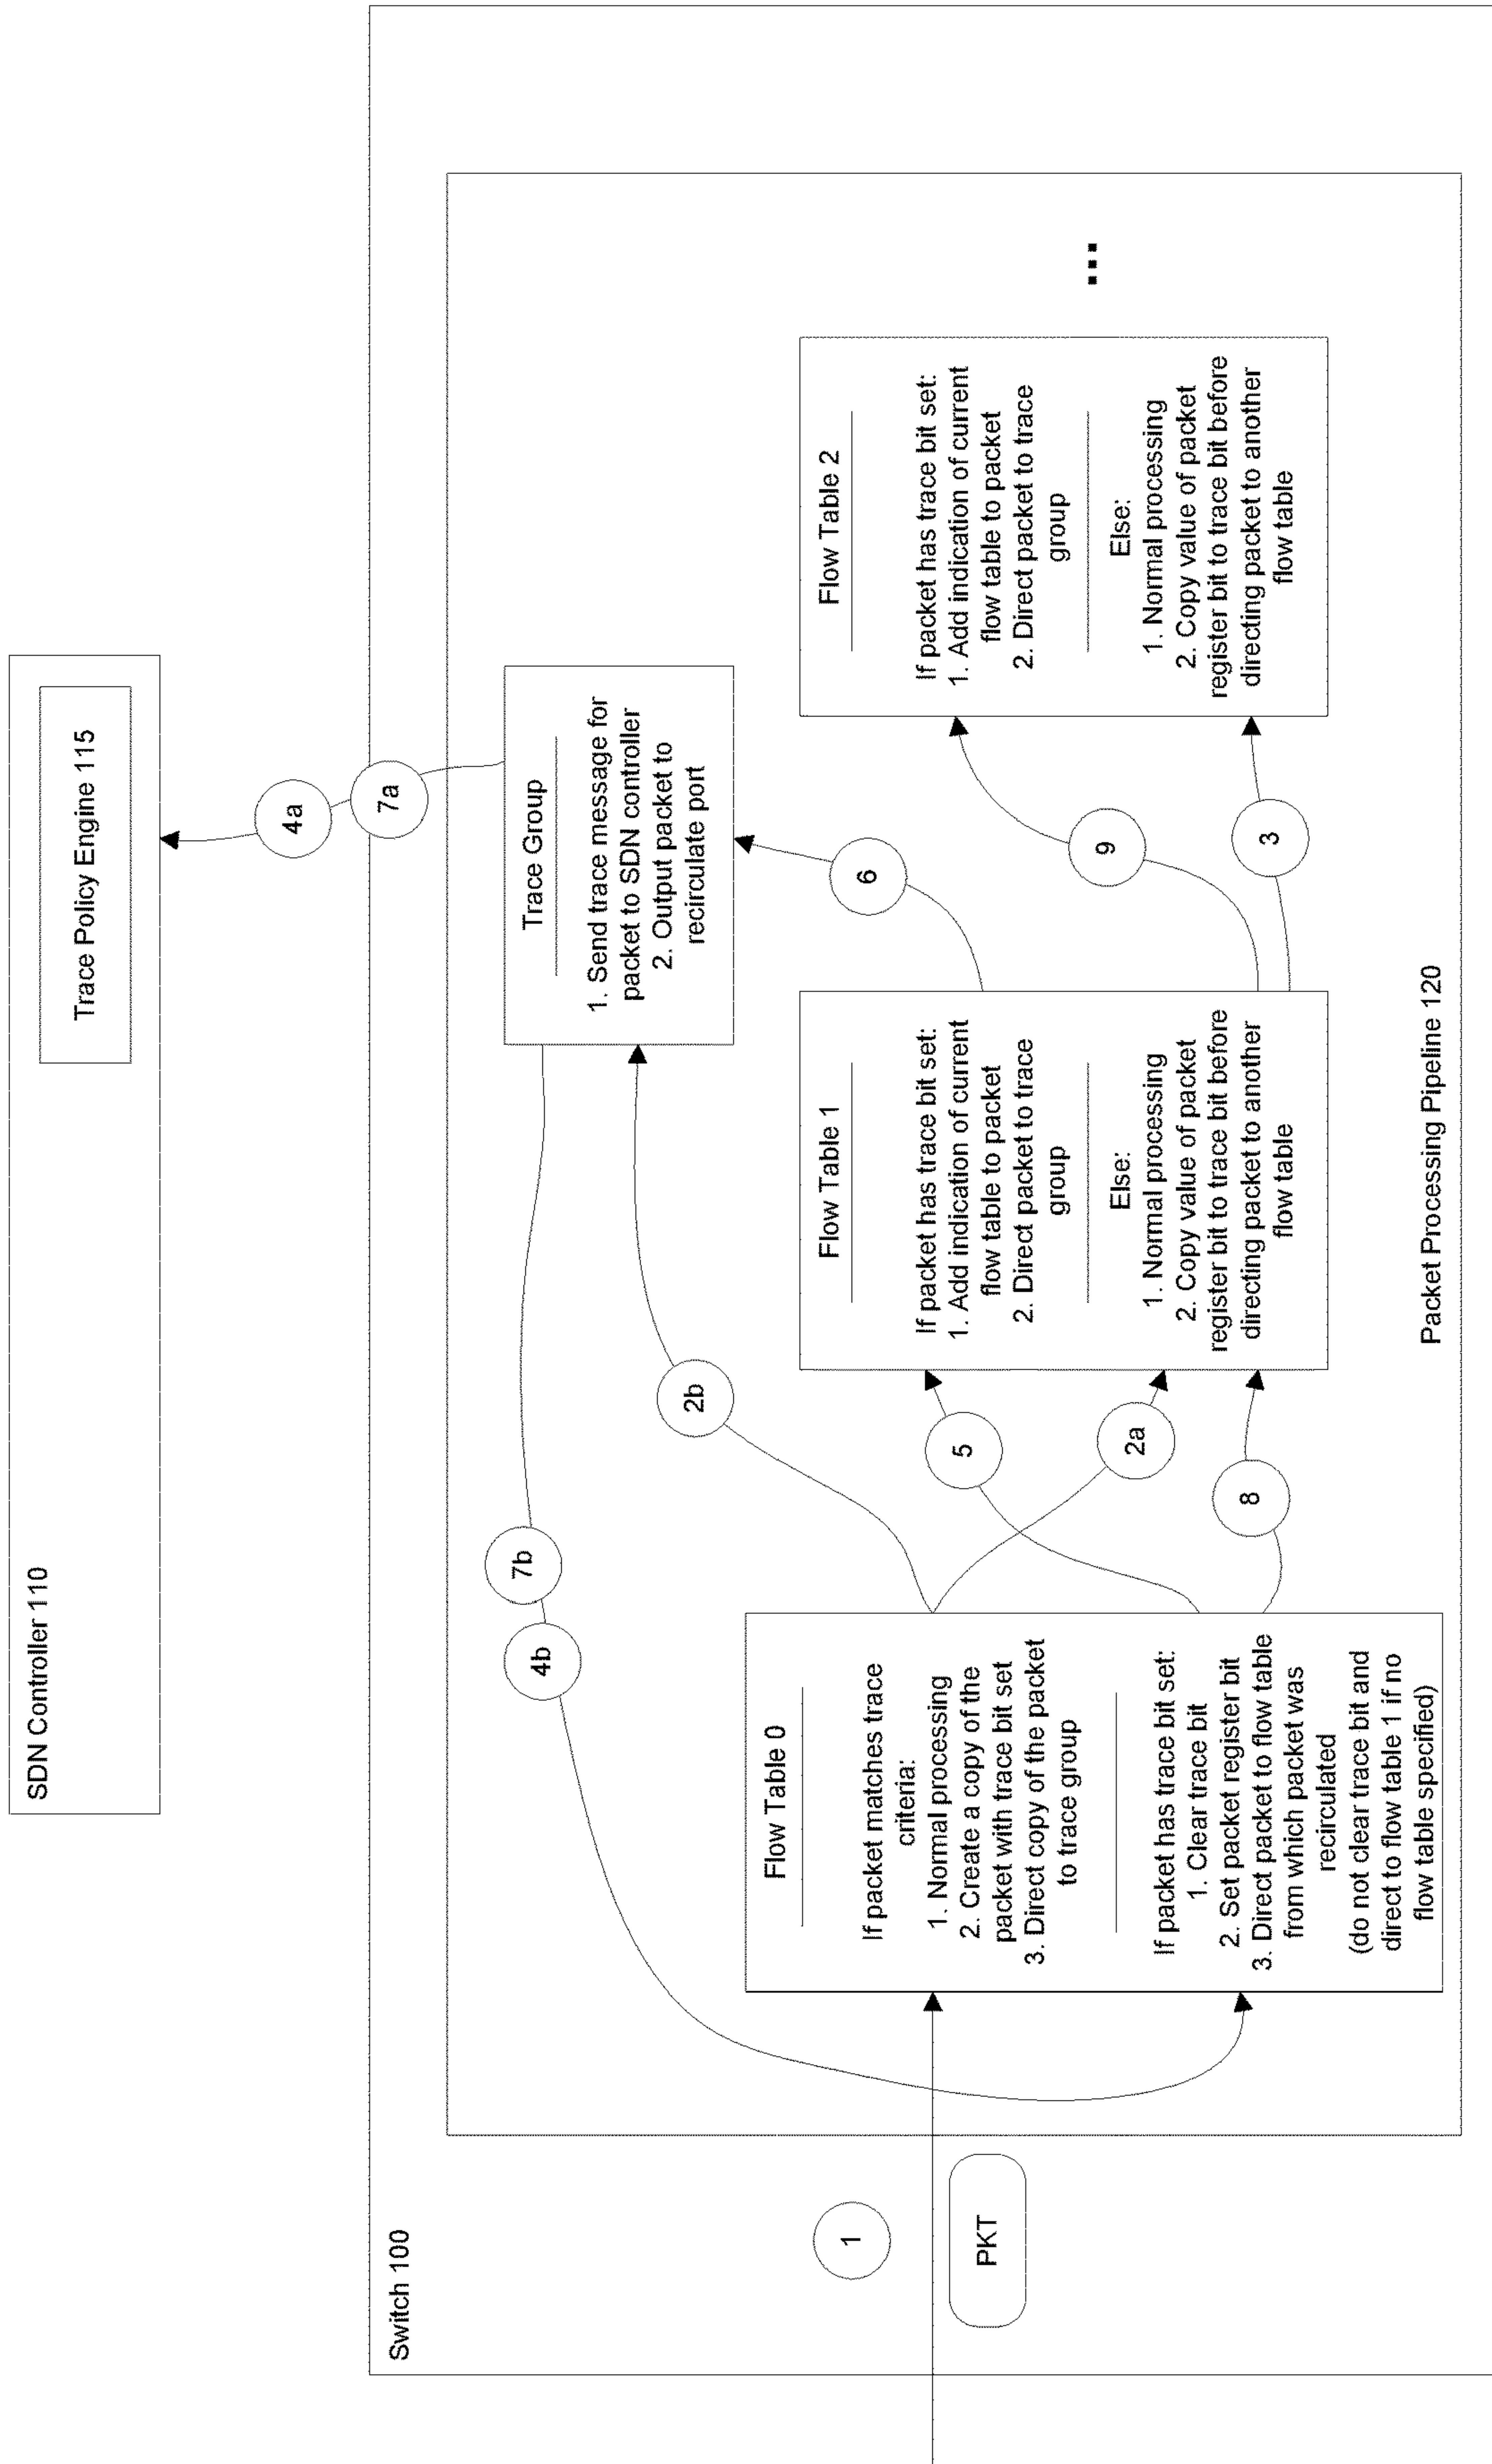 SDN Controller 110
Trace Policy Engine 115
4a
7a
Switch 100
Trace Group
1. Send trace message for
packet to SDN controller
2. Output packet to
recirculate port
7b
4b
2b
6
1
PKT
Flow Table 0
If packet matches trace
criteria:
1. Normal processing
2. Create a copy of the
packet with trace bit set
3. Direct copy of the packet
to trace group
If packet has trace bit set:
1. Clear trace bit
2. Set packet register bit
3. Direct packet to flow table
from which packet was
recirculated
(do not clear trace bit and
direct to flow table 1 if no
flow table specified)
5
2a
8
Flow Table 1
If packet has trace bit set:
1. Add indication of current
flow table to packet
2. Direct packet to trace
group
Else:
1. Normal processing
2. Copy value of packet
register bit to trace bit before
directing packet to another
flow table
9
3
Flow Table 2
If packet has trace bit set:
1. Add indication of current
flow table to packet
2. Direct packet to trace
group
Else:
1. Normal processing
2. Copy value of packet
register bit to trace bit before
directing packet to another
flow table
...
Packet Processing Pipeline 120